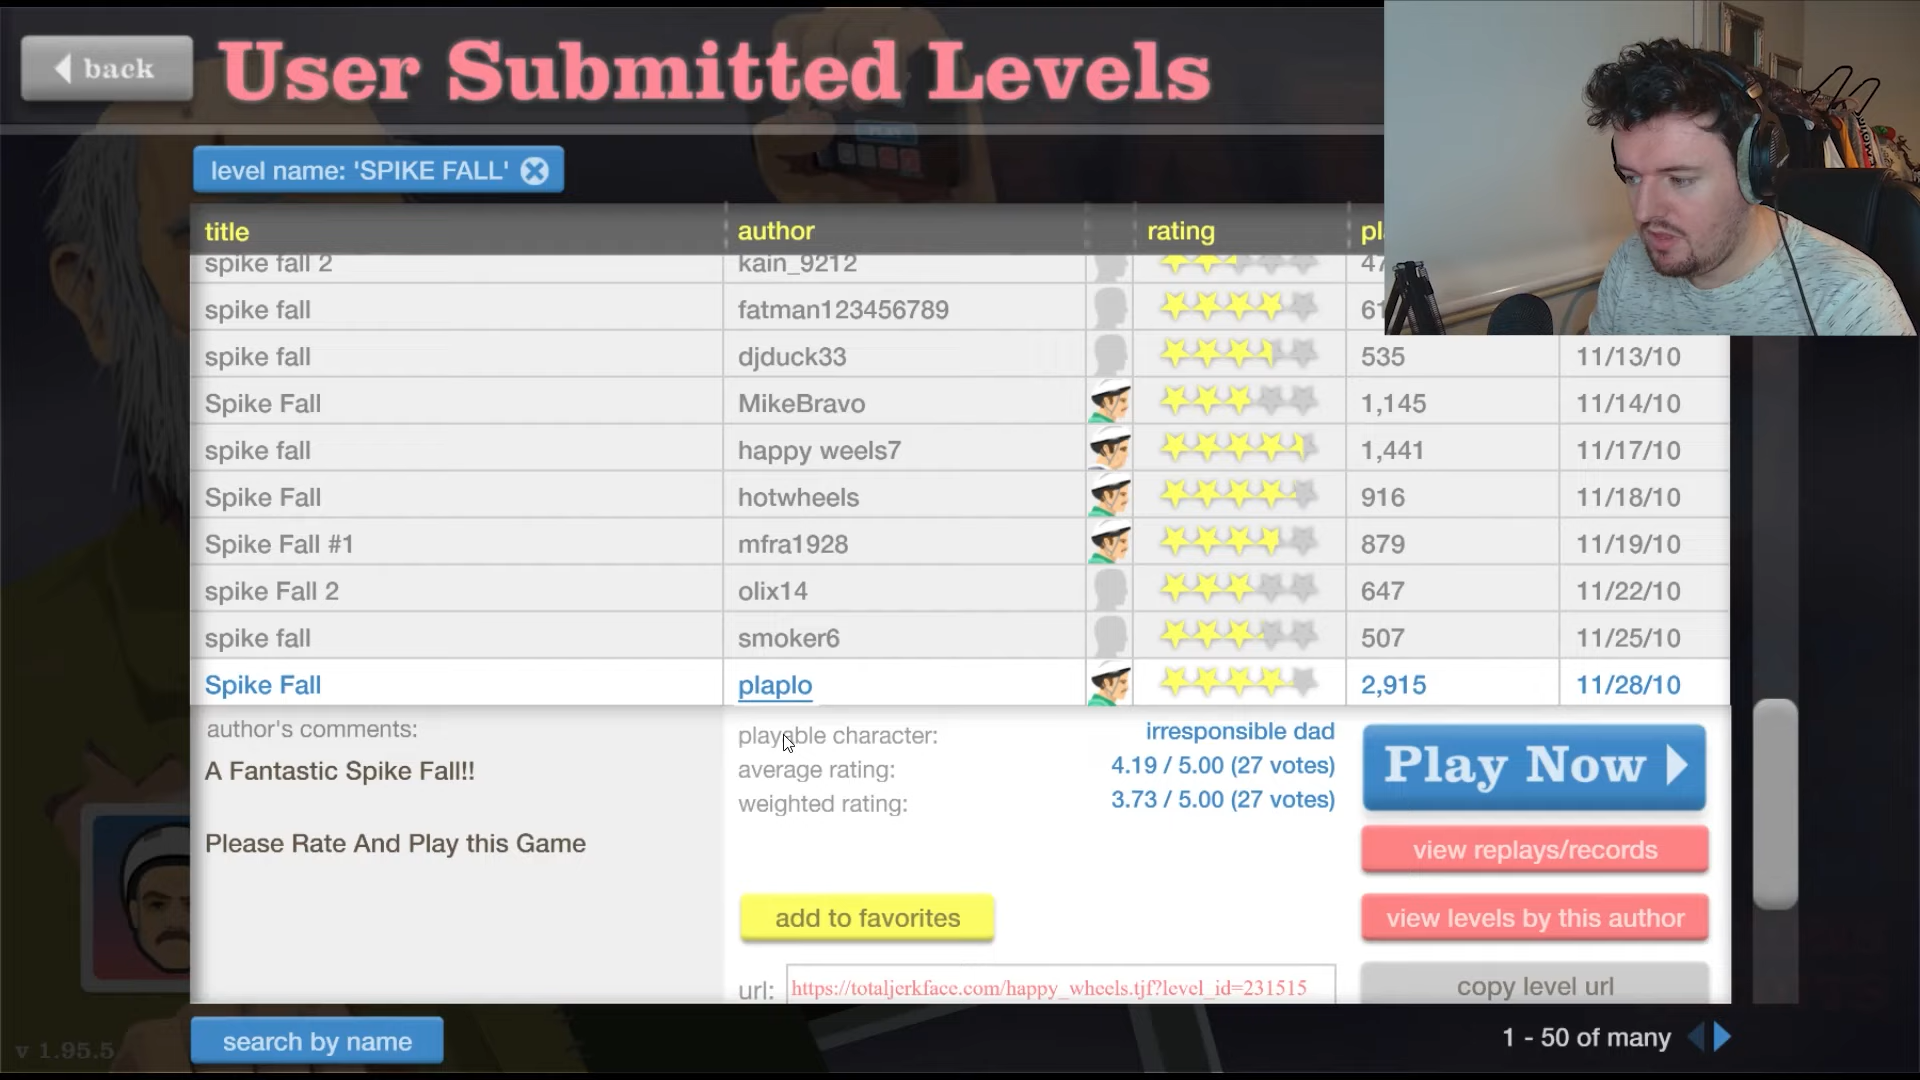 back
User Submitted Levels
level name: 'SPIKE FALL'
title author rating pl
spike fall 2 kain_9212 47
spike fall fatman123456789 61
spike fall djduck33 535 11/13/10
Spike Fall MikeBravo 1,145 11/14/10
spike fall happy weels7 1,441 11/17/10
Spike Fall hotwheels 916 11/18/10
Spike Fall #1 mfra1928 879 11/19/10
spike Fall 2 olix14 647 11/22/10
spike fall smoker6 507 11/25/10
Spike Fall plaplo 2,915 11/28/10
author's comments:
A Fantastic Spike Fall!!
Please Rate And Play this Game
playable character: irresponsible dad
average rating: 4.19 / 5.00 (27 votes)
weighted rating: 3.73 / 5.00 (27 votes)
add to favorites
url: https://totaljerkface.com/happy_wheels.tjf?level_id=231515
Play Now
view replays/records
view levels by this author
copy level url
v 1.95.5
search by name
1 - 50 of many